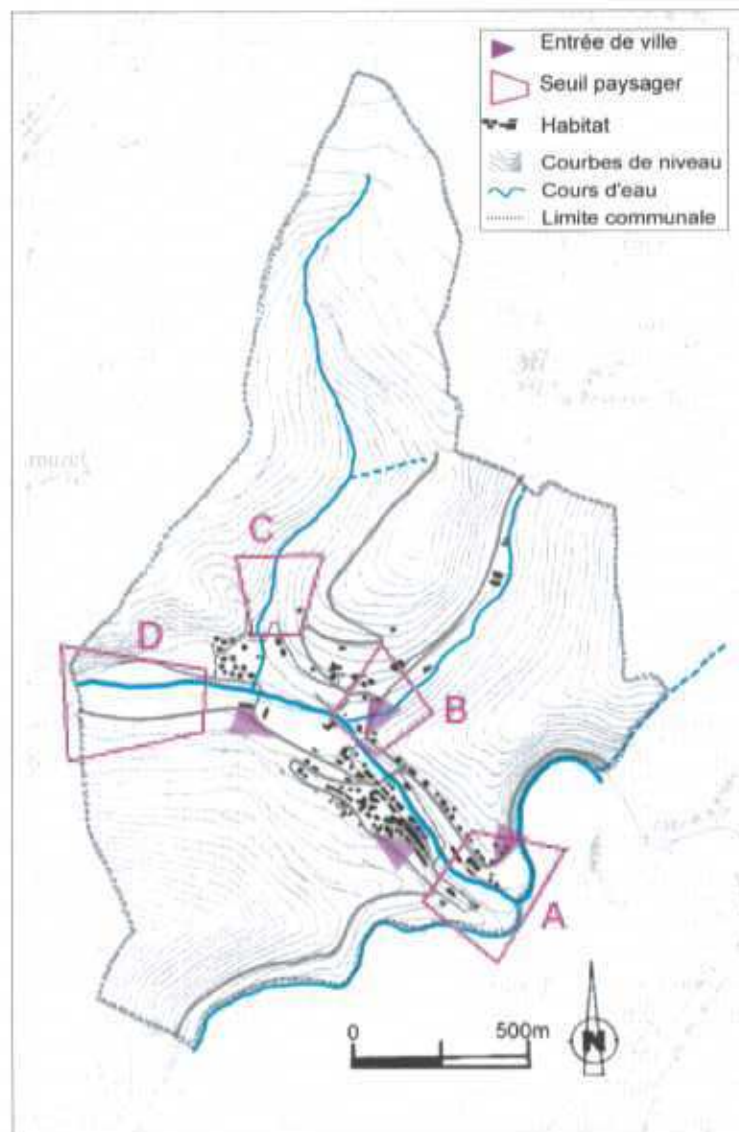 Entrée de ville
Seuil paysager
Habitat
Courbes de niveau
Cours d'eau
Limite communale
C
D
B
A
0 500m
N